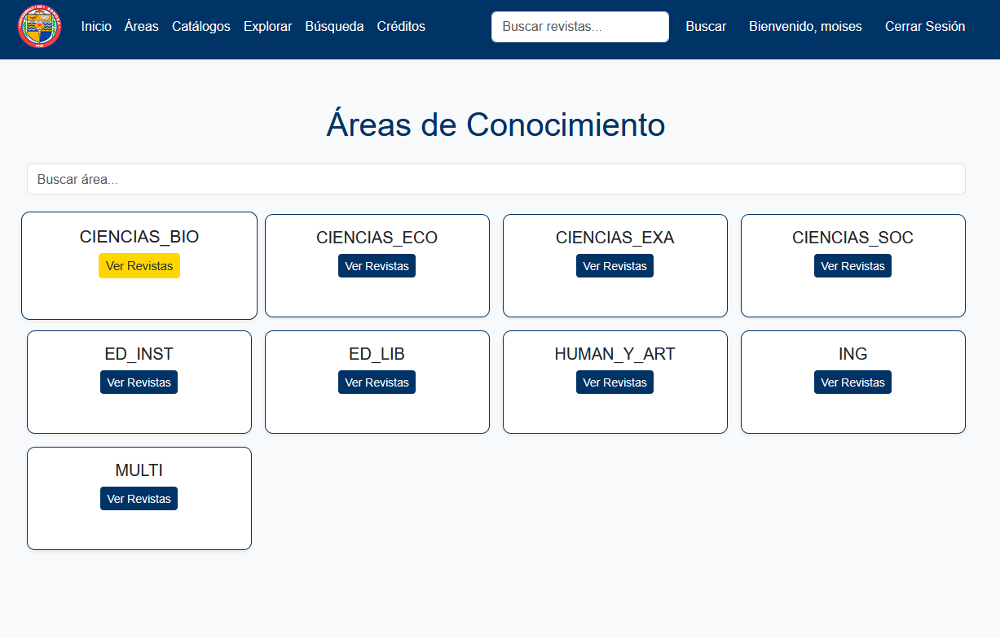 Inicio Áreas Catálogos Explorar Búsqueda Créditos Buscar revistas... Buscar Bienvenido, moises Cerrar Sesión
Áreas de Conocimiento
Buscar área...
CIENCIAS_BIO CIENCIAS_ECO CIENCIAS_EXA CIENCIAS_SOC
Ver Revistas Ver Revistas Ver Revistas Ver Revistas
ED_INST ED_LIB HUMAN_Y_ART ING
Ver Revistas Ver Revistas Ver Revistas Ver Revistas
MULTI
Ver Revistas